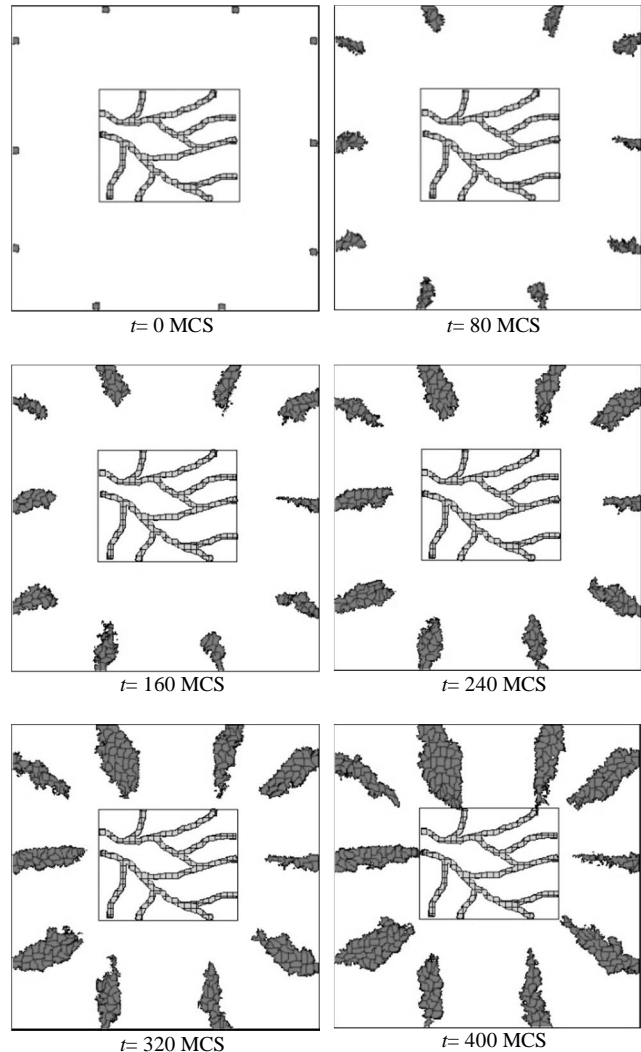 t= 0 MCS
t= 80 MCS
t= 160 MCS
t= 240 MCS
t= 320 MCS
t= 400 MCS